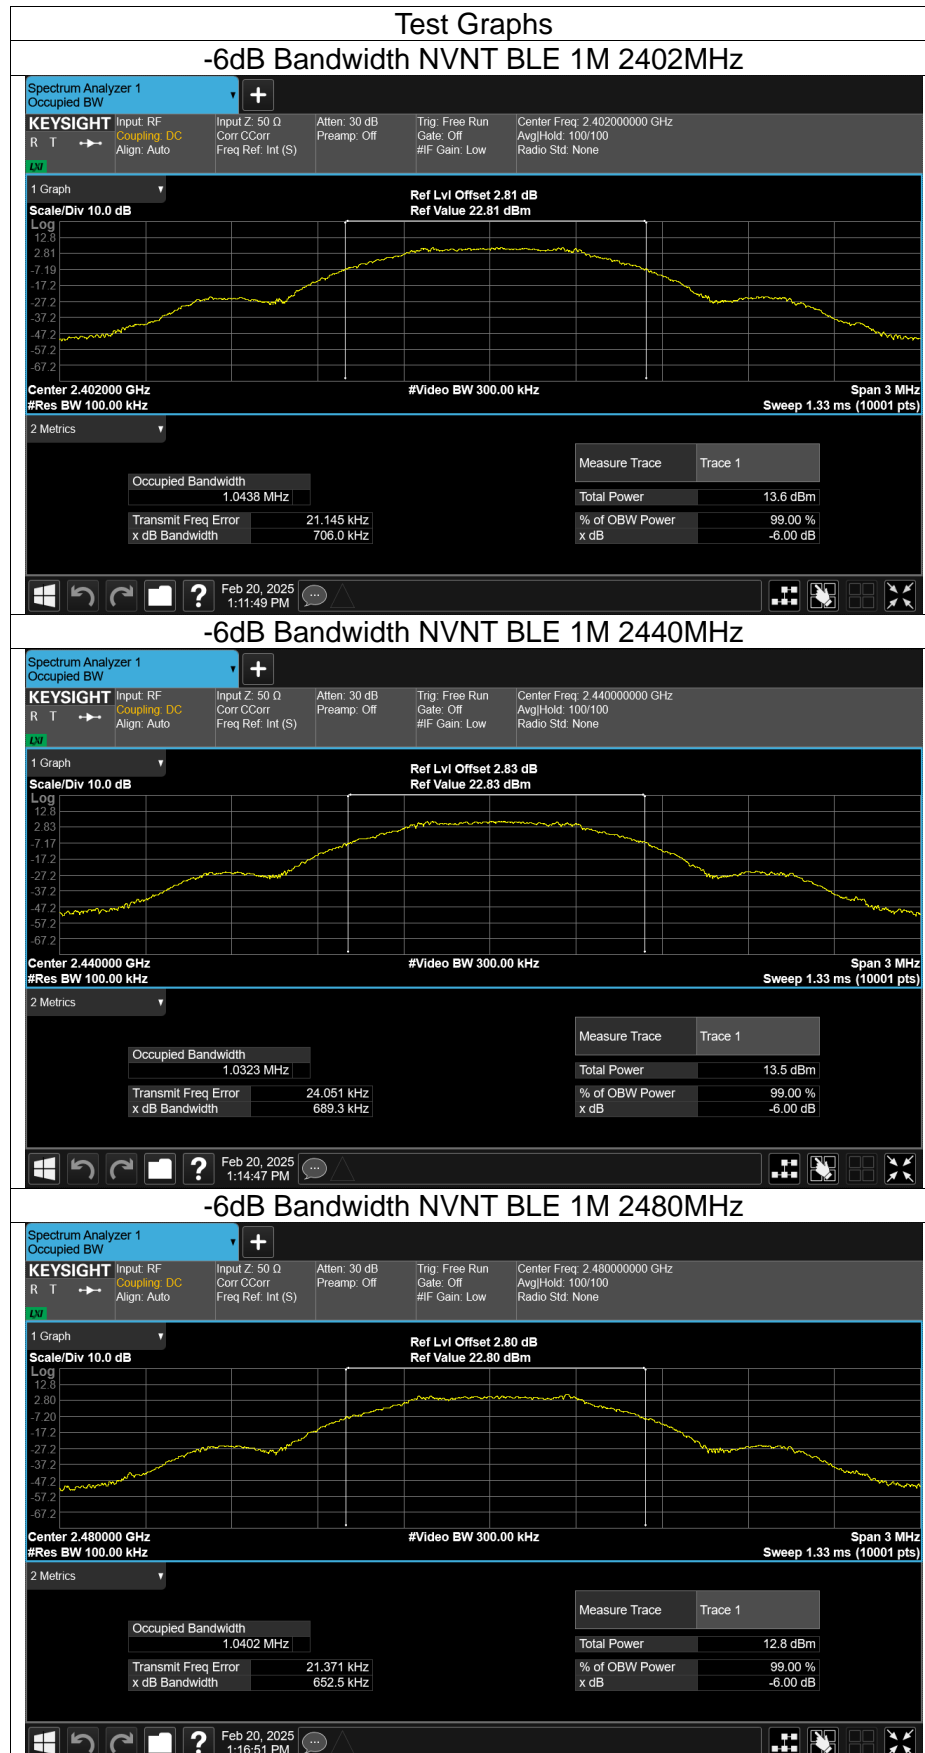 Test Graphs
-6dB Bandwidth NVNT BLE 1M 2402MHz
Spectrum Analyzer 1
Occupied BW
+
KEYSIGHT Input: RF Input Z: 50 Ω Atten: 30 dB Trig: Free Run Center Freq: 2.402000000 GHz
R T Coupling: DC Corr CCorr Preamp: Off Gate: Off Avg|Hold: 100/100
Align: Auto Freq Ref: Int (S) #IF Gain: Low Radio Std: None
LXI
1 Graph
Ref Lvl Offset 2.81 dB
Scale/Div 10.0 dB Ref Value 22.81 dBm
Log
12.8
2.81
-7.19
-17.2
-27.2
-37.2
-47.2
-57.2
-67.2
Center 2.402000 GHz #Video BW 300.00 kHz Span 3 MHz
#Res BW 100.00 kHz Sweep 1.33 ms (10001 pts)
2 Metrics
Measure Trace Trace 1
Occupied Bandwidth
1.0438 MHz Total Power 13.6 dBm
Transmit Freq Error 21.145 kHz % of OBW Power 99.00 %
x dB Bandwidth 706.0 kHz x dB -6.00 dB
? Feb 20, 2025
1:11:49 PM
-6dB Bandwidth NVNT BLE 1M 2440MHz
Spectrum Analyzer 1
Occupied BW
+
KEYSIGHT Input: RF Input Z: 50 Ω Atten: 30 dB Trig: Free Run Center Freq: 2.440000000 GHz
R T Coupling: DC Corr CCorr Preamp: Off Gate: Off Avg|Hold: 100/100
Align: Auto Freq Ref: Int (S) #IF Gain: Low Radio Std: None
LXI
1 Graph
Ref Lvl Offset 2.83 dB
Scale/Div 10.0 dB Ref Value 22.83 dBm
Log
12.8
2.83
-7.17
-17.2
-27.2
-37.2
-47.2
-57.2
-67.2
Center 2.440000 GHz #Video BW 300.00 kHz Span 3 MHz
#Res BW 100.00 kHz Sweep 1.33 ms (10001 pts)
2 Metrics
Measure Trace Trace 1
Occupied Bandwidth
1.0323 MHz Total Power 13.5 dBm
Transmit Freq Error 24.051 kHz % of OBW Power 99.00 %
x dB Bandwidth 689.3 kHz x dB -6.00 dB
? Feb 20, 2025
1:14:47 PM
-6dB Bandwidth NVNT BLE 1M 2480MHz
Spectrum Analyzer 1
Occupied BW
+
KEYSIGHT Input: RF Input Z: 50 Ω Atten: 30 dB Trig: Free Run Center Freq: 2.480000000 GHz
R T Coupling: DC Corr CCorr Preamp: Off Gate: Off Avg|Hold: 100/100
Align: Auto Freq Ref: Int (S) #IF Gain: Low Radio Std: None
LXI
1 Graph
Ref Lvl Offset 2.80 dB
Scale/Div 10.0 dB Ref Value 22.80 dBm
Log
12.8
2.80
-7.20
-17.2
-27.2
-37.2
-47.2
-57.2
-67.2
Center 2.480000 GHz #Video BW 300.00 kHz Span 3 MHz
#Res BW 100.00 kHz Sweep 1.33 ms (10001 pts)
2 Metrics
Measure Trace Trace 1
Occupied Bandwidth
1.0402 MHz Total Power 12.8 dBm
Transmit Freq Error 21.371 kHz % of OBW Power 99.00 %
x dB Bandwidth 652.5 kHz x dB -6.00 dB
? Feb 20, 2025
1:16:51 PM